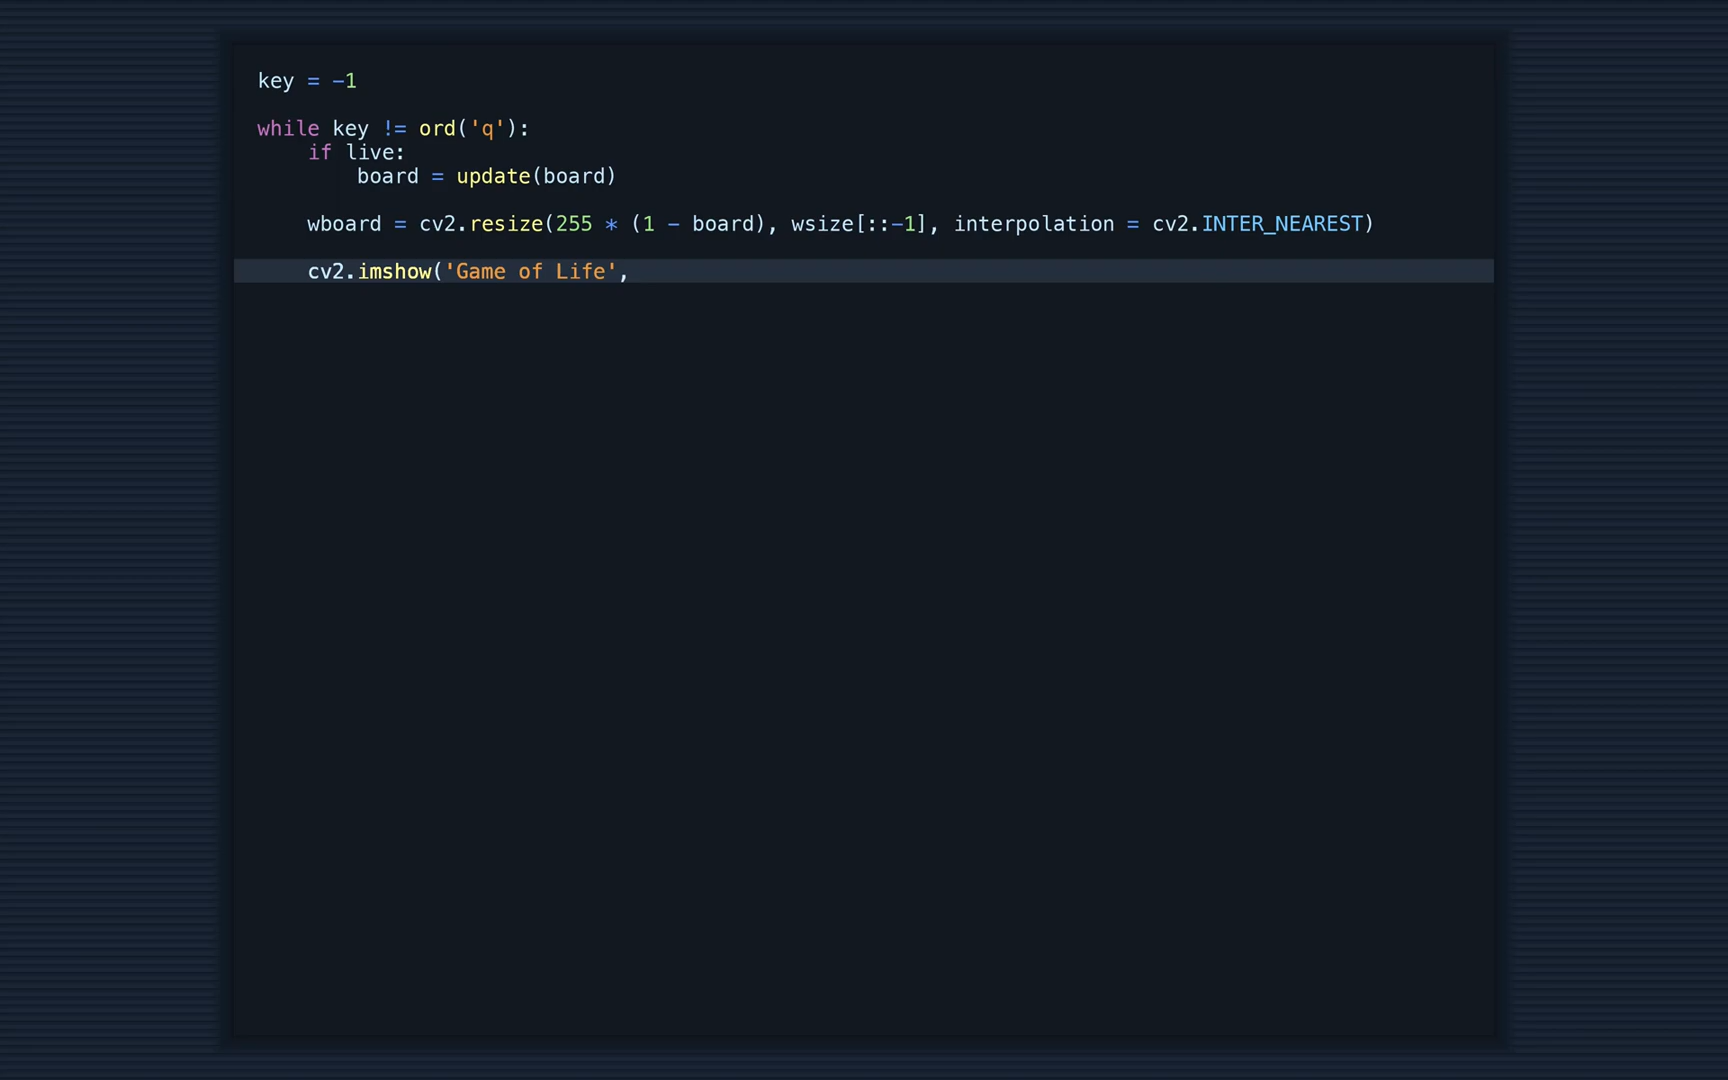 key = -1
while key != ord('q'):
    if live:
        board = update(board)
    wboard = cv2.resize(255 * (1 - board), wsize[::-1], interpolation = cv2.INTER_NEAREST)
    cv2.imshow('Game of Life',